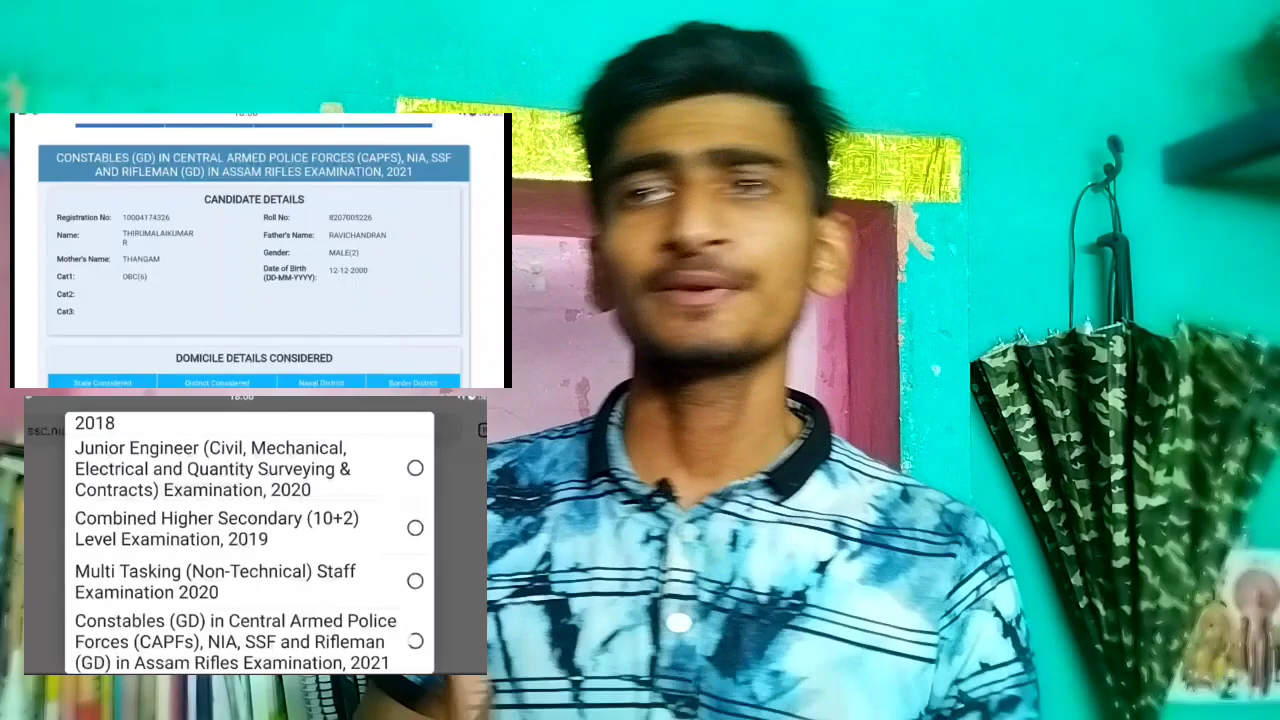 18:00
CONSTABLES (GD) IN CENTRAL ARMED POLICE FORCES (CAPFS), NIA, SSF
AND RIFLEMAN (GD) IN ASSAM RIFLES EXAMINATION, 2021
CANDIDATE DETAILS
Registration No: 10004174326 Roll No: 8207005226
Name: THIRUMALAIKUMAR R Father's Name: RAVICHANDRAN
Mother's Name: THANGAM Gender: MALE(2)
Cat1: OBC(6) Date of Birth (DD-MM-YYYY): 12-12-2000
Cat2:
Cat3:
DOMICILE DETAILS CONSIDERED
State Considered District Considered Naxal District Border District
18:00
2018
Junior Engineer (Civil, Mechanical,
Electrical and Quantity Surveying &
Contracts) Examination, 2020
Combined Higher Secondary (10+2)
Level Examination, 2019
Multi Tasking (Non-Technical) Staff
Examination 2020
Constables (GD) in Central Armed Police
Forces (CAPFs), NIA, SSF and Rifleman
(GD) in Assam Rifles Examination, 2021